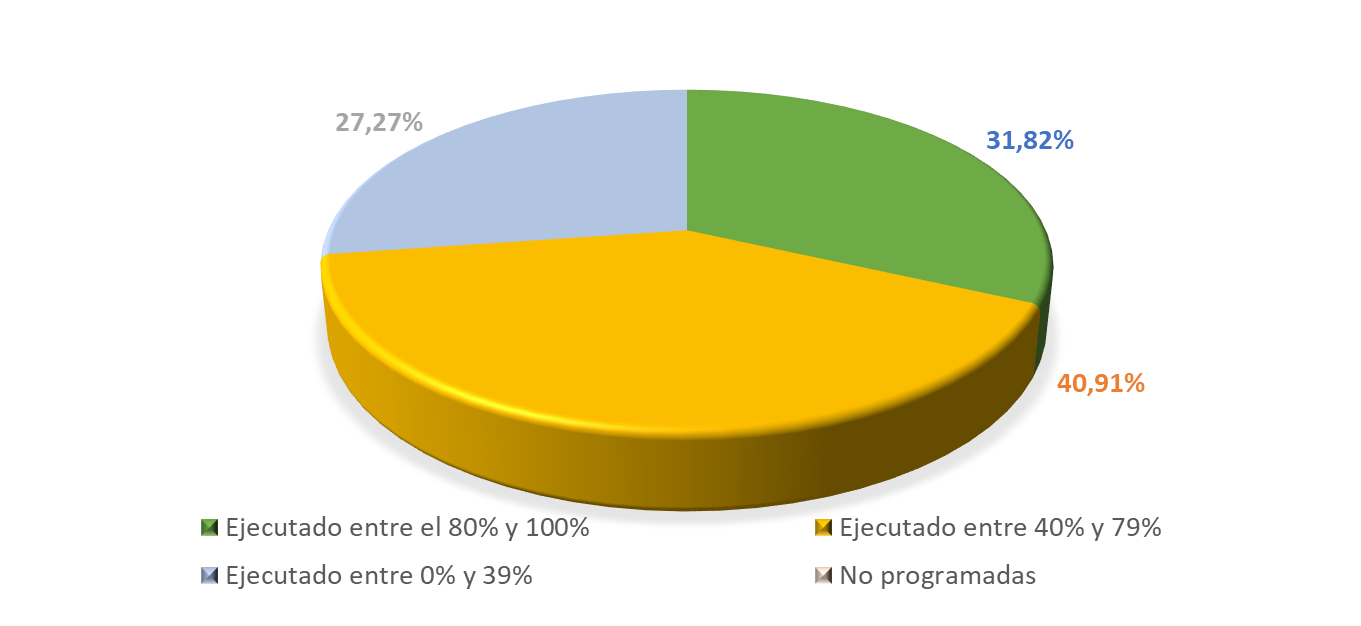 27,27%
31,82%
40,91%
Ejecutado entre el 80% y 100%
Ejecutado entre 40% y 79%
Ejecutado entre 0% y 39%
No programadas